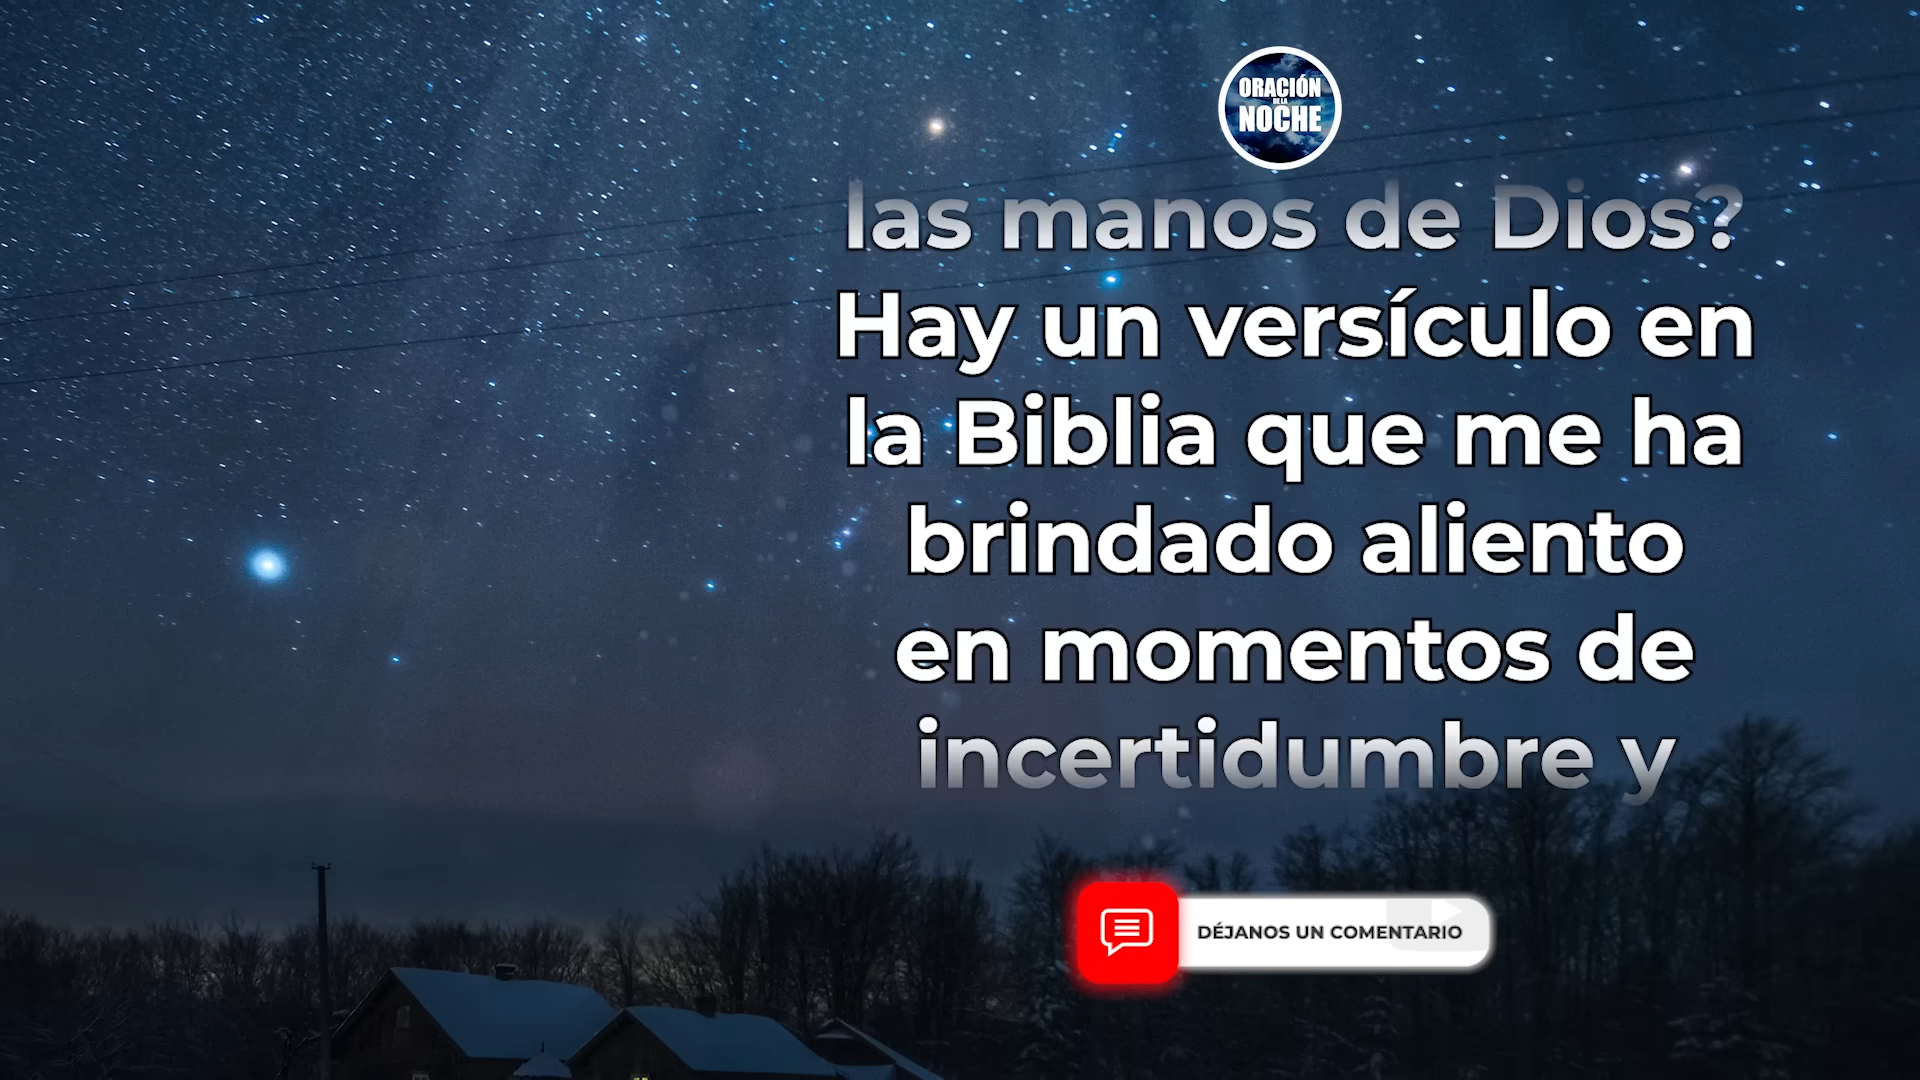 ORACIÓN
DE LA
NOCHE
las manos de Dios?
Hay un versículo en
la Biblia que me ha
brindado aliento
en momentos de
incertidumbre y
DÉJANOS UN COMENTARIO